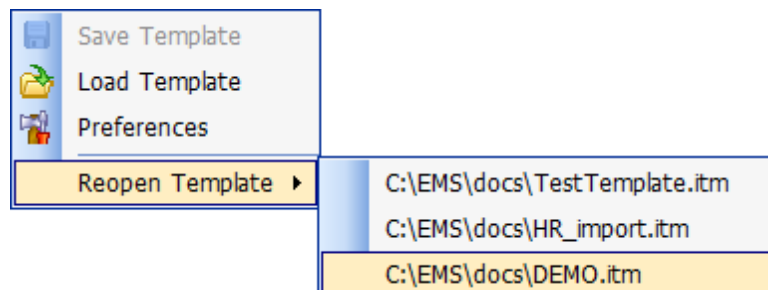 Save Template
Load Template
Preferences
Reopen Template
C:\EMS\docs\TestTemplate.itm
C:\EMS\docs\HR_import.itm
C:\EMS\docs\DEMO.itm